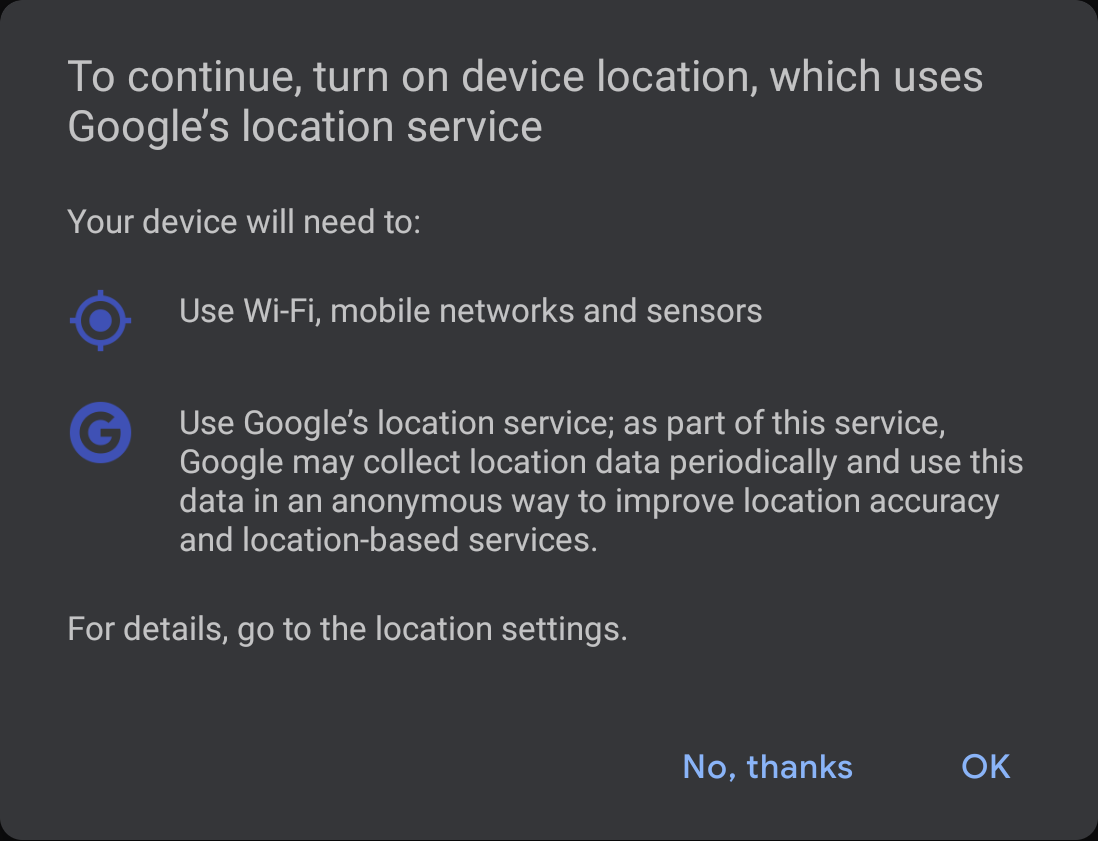 To continue, turn on device location, which uses
Google’s location service
Your device will need to:
Use Wi-Fi, mobile networks and sensors
Use Google’s location service; as part of this service,
Google may collect location data periodically and use this
data in an anonymous way to improve location accuracy
and location-based services.
For details, go to the location settings.
No, thanks
OK